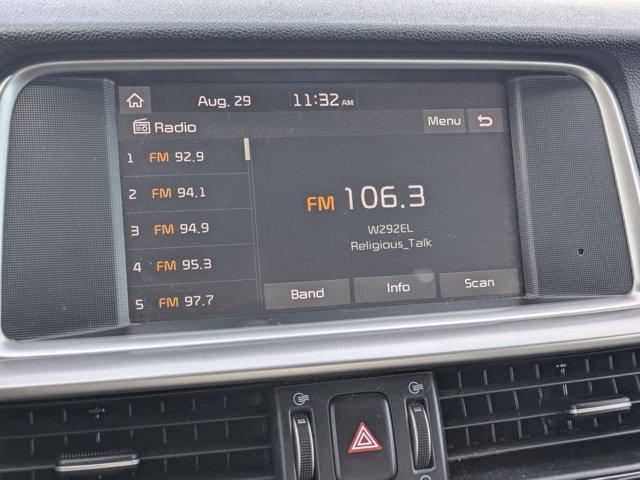 Aug. 29 11:32 AM
Radio Menu
1 FM 92.9
2 FM 94.1
3 FM 94.9
4 FM 95.3
5 FM 97.7
FM 106.3
W292EL
Religious_Talk
Band Info Scan